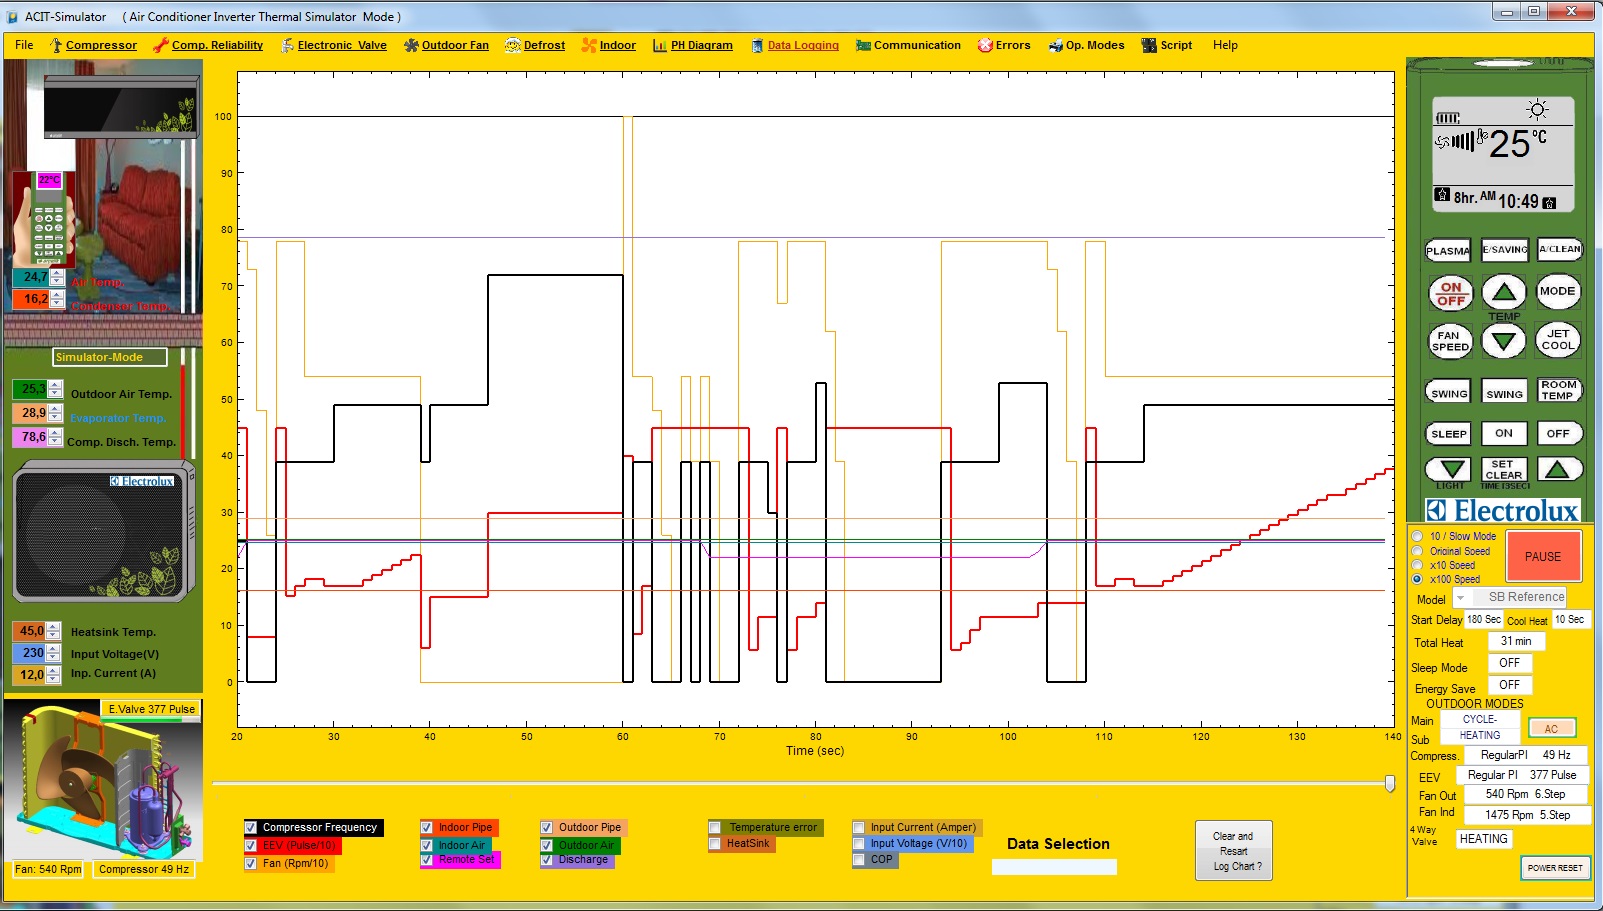 ACIT-Simulator ( Air Conditioner Inverter Thermal Simulator Mode )
File Compressor Comp. Reliability Electronic Valve Outdoor Fan Defrost Indoor PH Diagram Data Logging Communication Errors Op. Modes Script Help
22°C
24,7 Air Temp.
16,2 Condenser Temp.
Simulator-Mode
25,3 Outdoor Air Temp.
28,9 Evaporator Temp.
78,6 Comp. Disch. Temp.
Electrolux
45,0 Heatsink Temp.
230 Input Voltage(V)
12,0 Inp. Current (A)
E.Valve 377 Pulse
Fan: 540 Rpm Compressor 49 Hz
100
90
80
70
60
50
40
30
20
10
0
20 30 40 50 60 70 80 90 100 110 120 130 140
Time (sec)
Compressor Frequency
EEV (Pulse/10)
Fan (Rpm/10)
Indoor Pipe
Indoor Air
Remote Set
Outdoor Pipe
Outdoor Air
Discharge
Temperature error
HeatSink
Input Current (Amper)
Input Voltage (V/10)
COP
Data Selection
Clear and
Resart
Log Chart ?
25°C
8hr. AM 10:49
PLASMA E/SAVING A/CLEAN
ON OFF TEMP MODE
FAN SPEED JET COOL
SWING SWING ROOM TEMP
SLEEP ON OFF
LIGHT SET CLEAR TIME 13SECT
Electrolux
10 / Slow Mode
Original Speed
x10 Speed
x100 Speed
PAUSE
Model SB Reference
Start Delay 180 Sec Cool Heat 10 Sec
Total Heat 31 min
Sleep Mode OFF
Energy Save OFF
OUTDOOR MODES
Main CYCLE-
Sub HEATING
AC
Compress. RegularPI 49 Hz
EEV Regular PI 377 Pulse
Fan Out 540 Rpm 6.Step
Fan Ind 1475 Rpm 5.Step
4 Way
Valve HEATING
POWER RESET